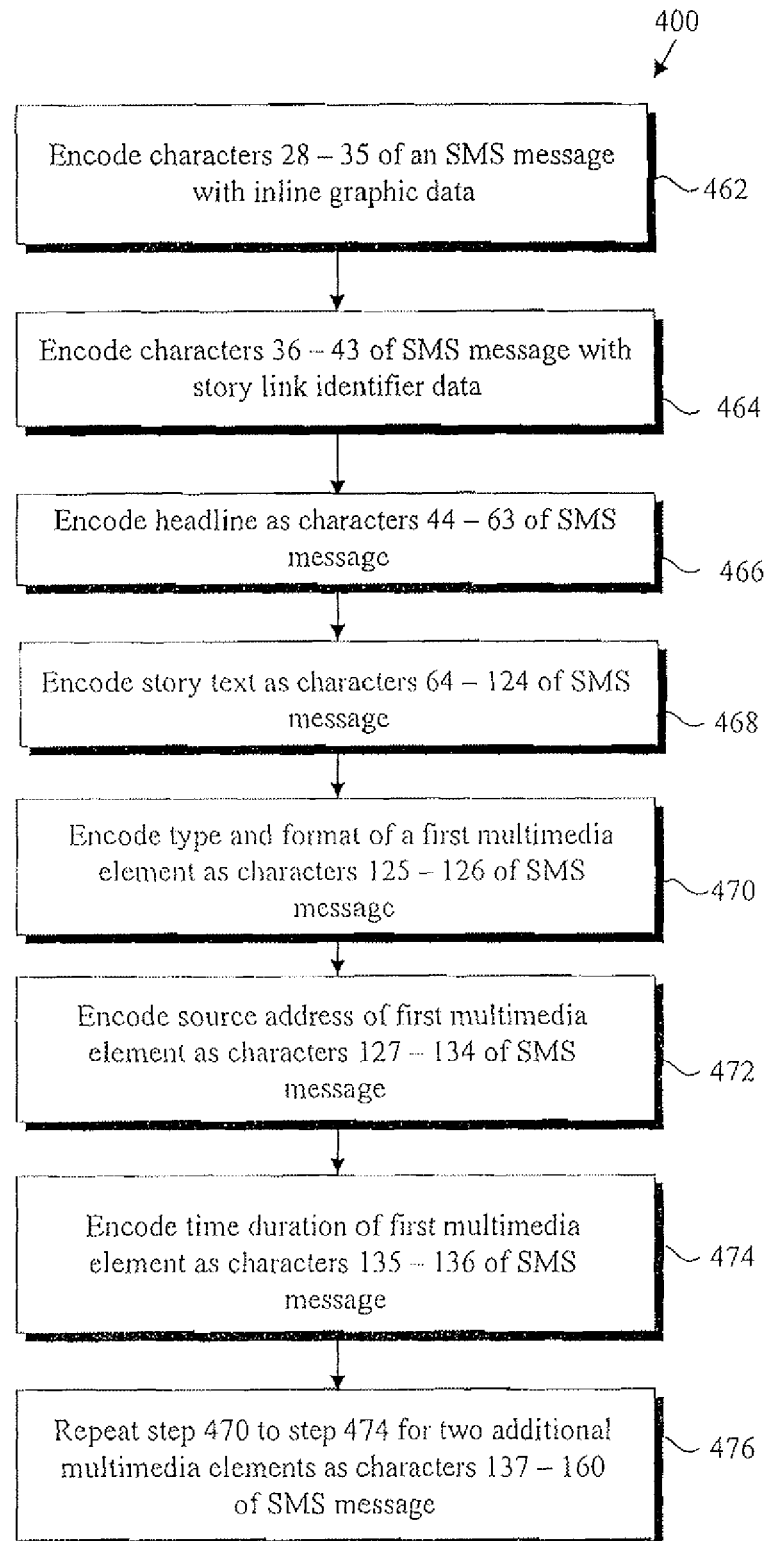 400
Encode characters 28 – 35 of an SMS message
with inline graphic data
462
Encode characters 36 – 43 of SMS message with
story link identifier data
464
Encode headline as characters 44 – 63 of SMS
message
466
Encode story text as characters 64 – 124 of SMS
message
468
Encode type and format of a first multimedia
element as characters 125 – 126 of SMS
message
470
Encode source address of first multimedia
element as characters 127 – 134 of SMS
message
472
Encode time duration of first multimedia
element as characters 135 – 136 of SMS
message
474
Repeat step 470 to step 474 for two additional
multimedia elements as characters 137 – 160
of SMS message
476